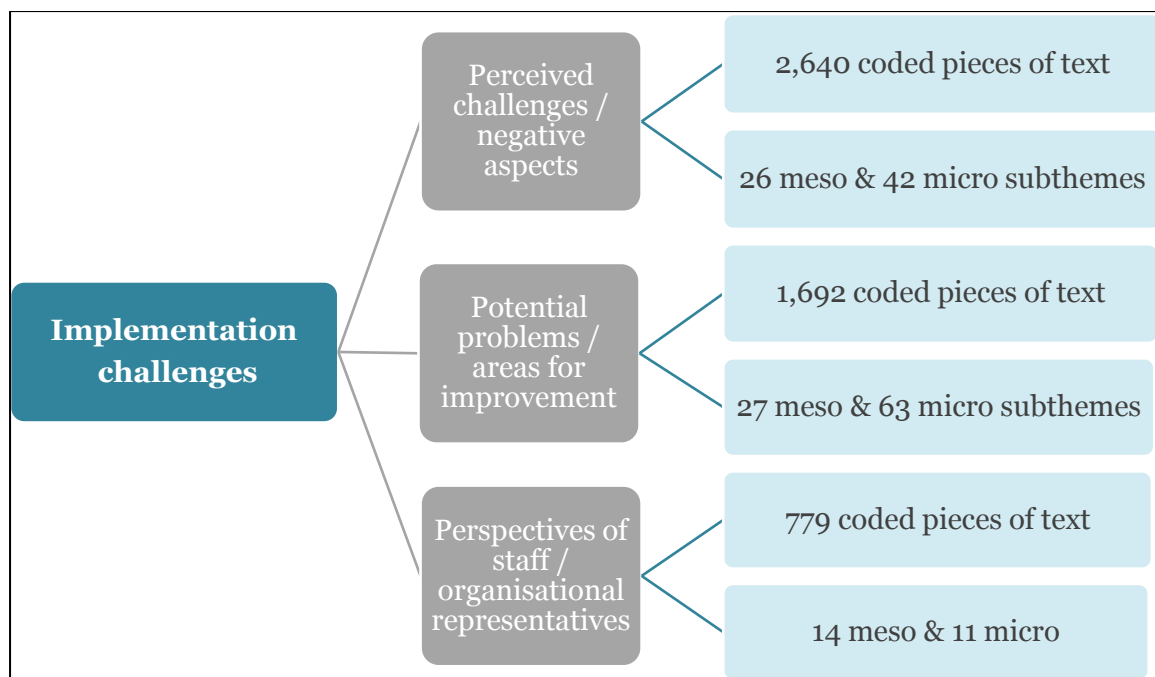 Implementation
challenges
Perceived
challenges /
negative
aspects
2,640 coded pieces of text
26 meso & 42 micro subthemes
Potential
problems /
areas for
improvement
1,692 coded pieces of text
27 meso & 63 micro subthemes
Perspectives of
staff /
organisational
representatives
779 coded pieces of text
14 meso & 11 micro